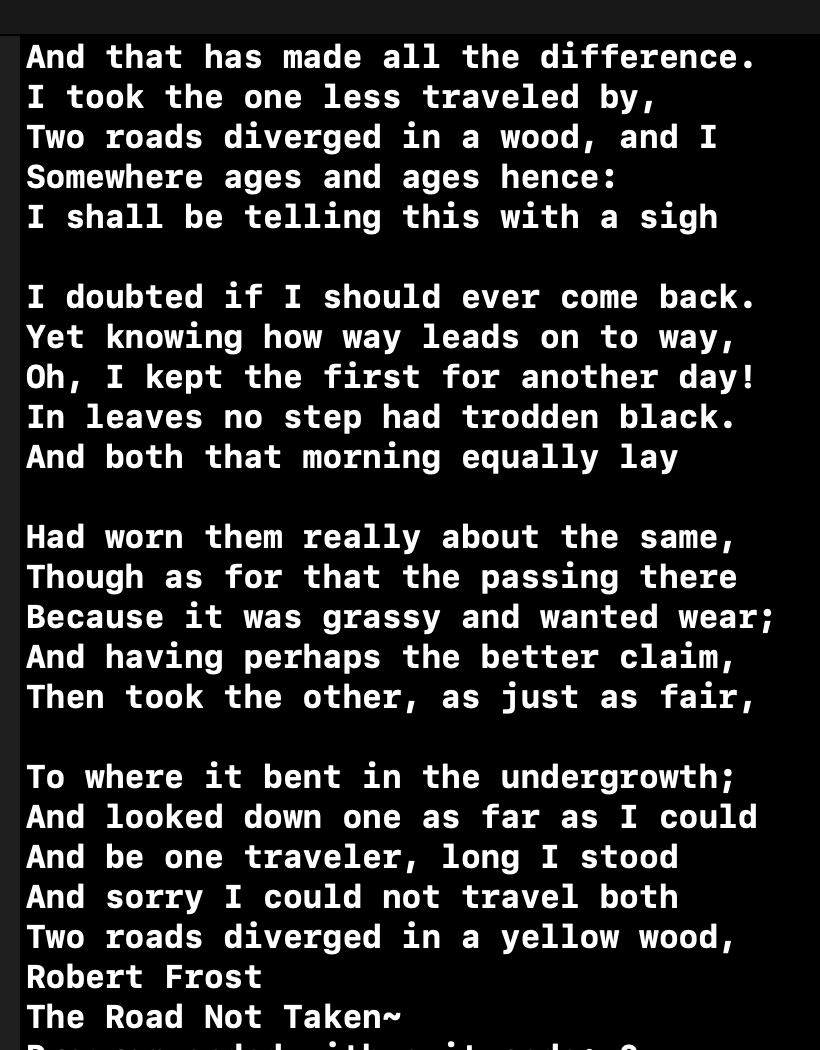 And that has made all the difference.
I took the one less traveled by,
Two roads diverged in a wood, and I
Somewhere ages and ages hence:
I shall be telling this with a sigh

I doubted if I should ever come back.
Yet knowing how way leads on to way,
Oh, I kept the first for another day!
In leaves no step had trodden black.
And both that morning equally lay

Had worn them really about the same,
Though as for that the passing there
Because it was grassy and wanted wear;
And having perhaps the better claim,
Then took the other, as just as fair,

To where it bent in the undergrowth;
And looked down one as far as I could
And be one traveler, long I stood
And sorry I could not travel both
Two roads diverged in a yellow wood,
Robert Frost
The Road Not Taken~